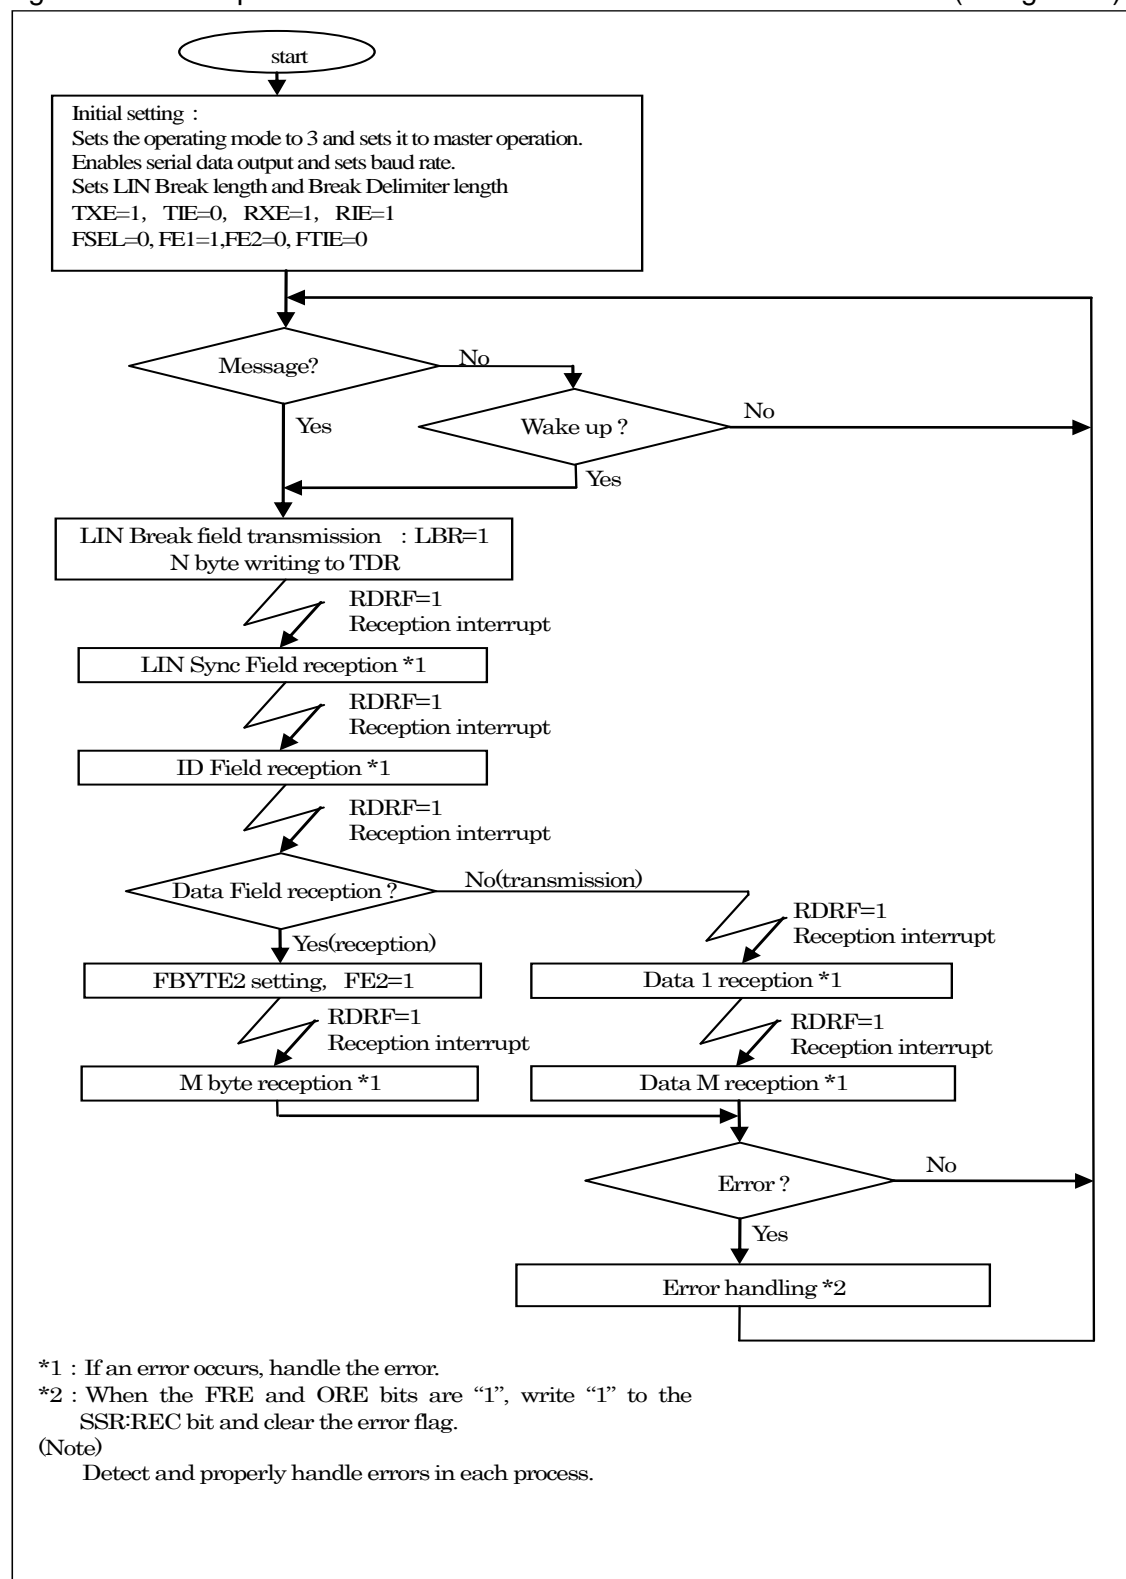 start
Initial setting :
Sets the operating mode to 3 and sets it to master operation.
Enables serial data output and sets baud rate.
Sets LIN Break length and Break Delimiter length
TXE=1, TIE=0, RXE=1, RIE=1
FSEL=0, FE1=1,FE2=0, FTIE=0
Message?
No
Wake up ?
No
Yes
Yes
LIN Break field transmission : LBR=1
N byte writing to TDR
RDRF=1
Reception interrupt
LIN Sync Field reception *1
RDRF=1
Reception interrupt
ID Field reception *1
RDRF=1
Reception interrupt
Data Field reception ?
No(transmission)
RDRF=1
Reception interrupt
Yes(reception)
FBYTE2 setting, FE2=1
Data 1 reception *1
RDRF=1
Reception interrupt
RDRF=1
Reception interrupt
M byte reception *1
Data M reception *1
Error ?
No
Yes
Error handling *2
*1 : If an error occurs, handle the error.
*2 : When the FRE and ORE bits are “1”, write “1” to the
SSR:REC bit and clear the error flag.
(Note)
Detect and properly handle errors in each process.